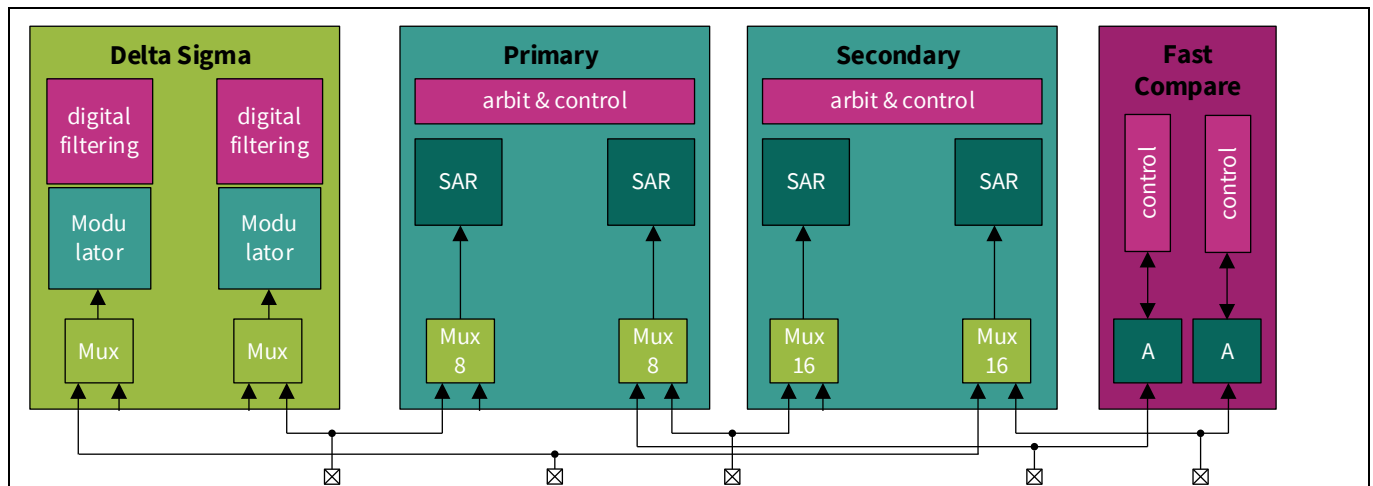 Delta Sigma
digital
filtering
digital
filtering
Modu
lator
Modu
lator
Mux
Mux
Primary
arbit & control
SAR
SAR
Mux
8
Mux
8
Secondary
arbit & control
SAR
SAR
Mux
16
Mux
16
Fast
Compare
control
control
A
A